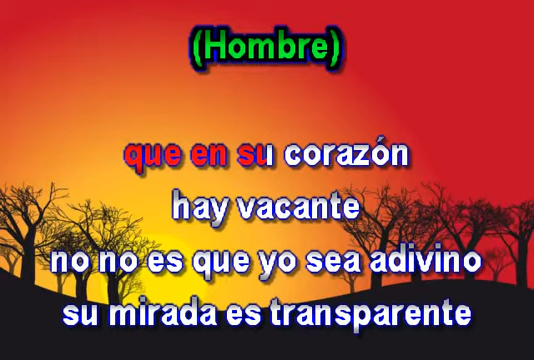 (Hombre)
que en su corazón
hay vacante
no no es que yo sea adivino
su mirada es transparente